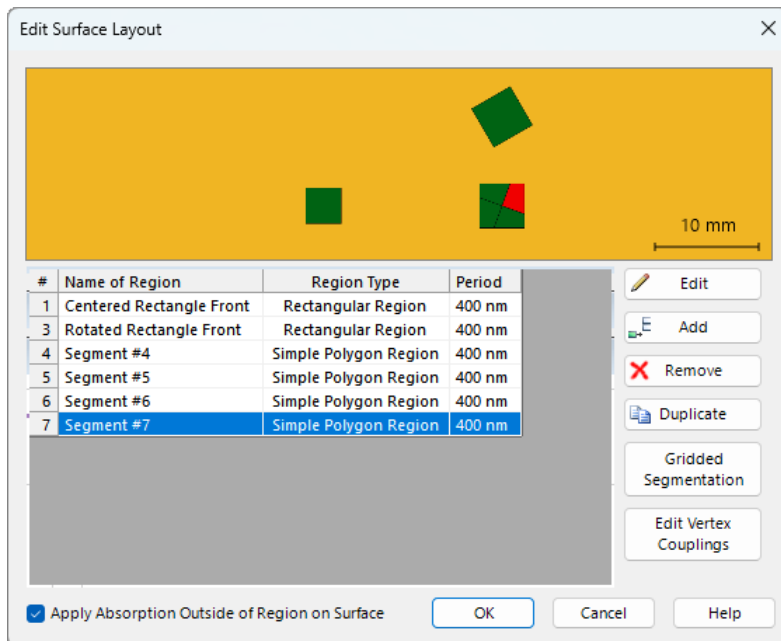 Edit Surface Layout
10 mm
# Name of Region Region Type Period
1 Centered Rectangle Front Rectangular Region 400 nm
3 Rotated Rectangle Front Rectangular Region 400 nm
4 Segment #4 Simple Polygon Region 400 nm
5 Segment #5 Simple Polygon Region 400 nm
6 Segment #6 Simple Polygon Region 400 nm
7 Segment #7 Simple Polygon Region 400 nm
Edit
Add
Remove
Duplicate
Gridded
Segmentation
Edit Vertex
Couplings
Apply Absorption Outside of Region on Surface
OK
Cancel
Help